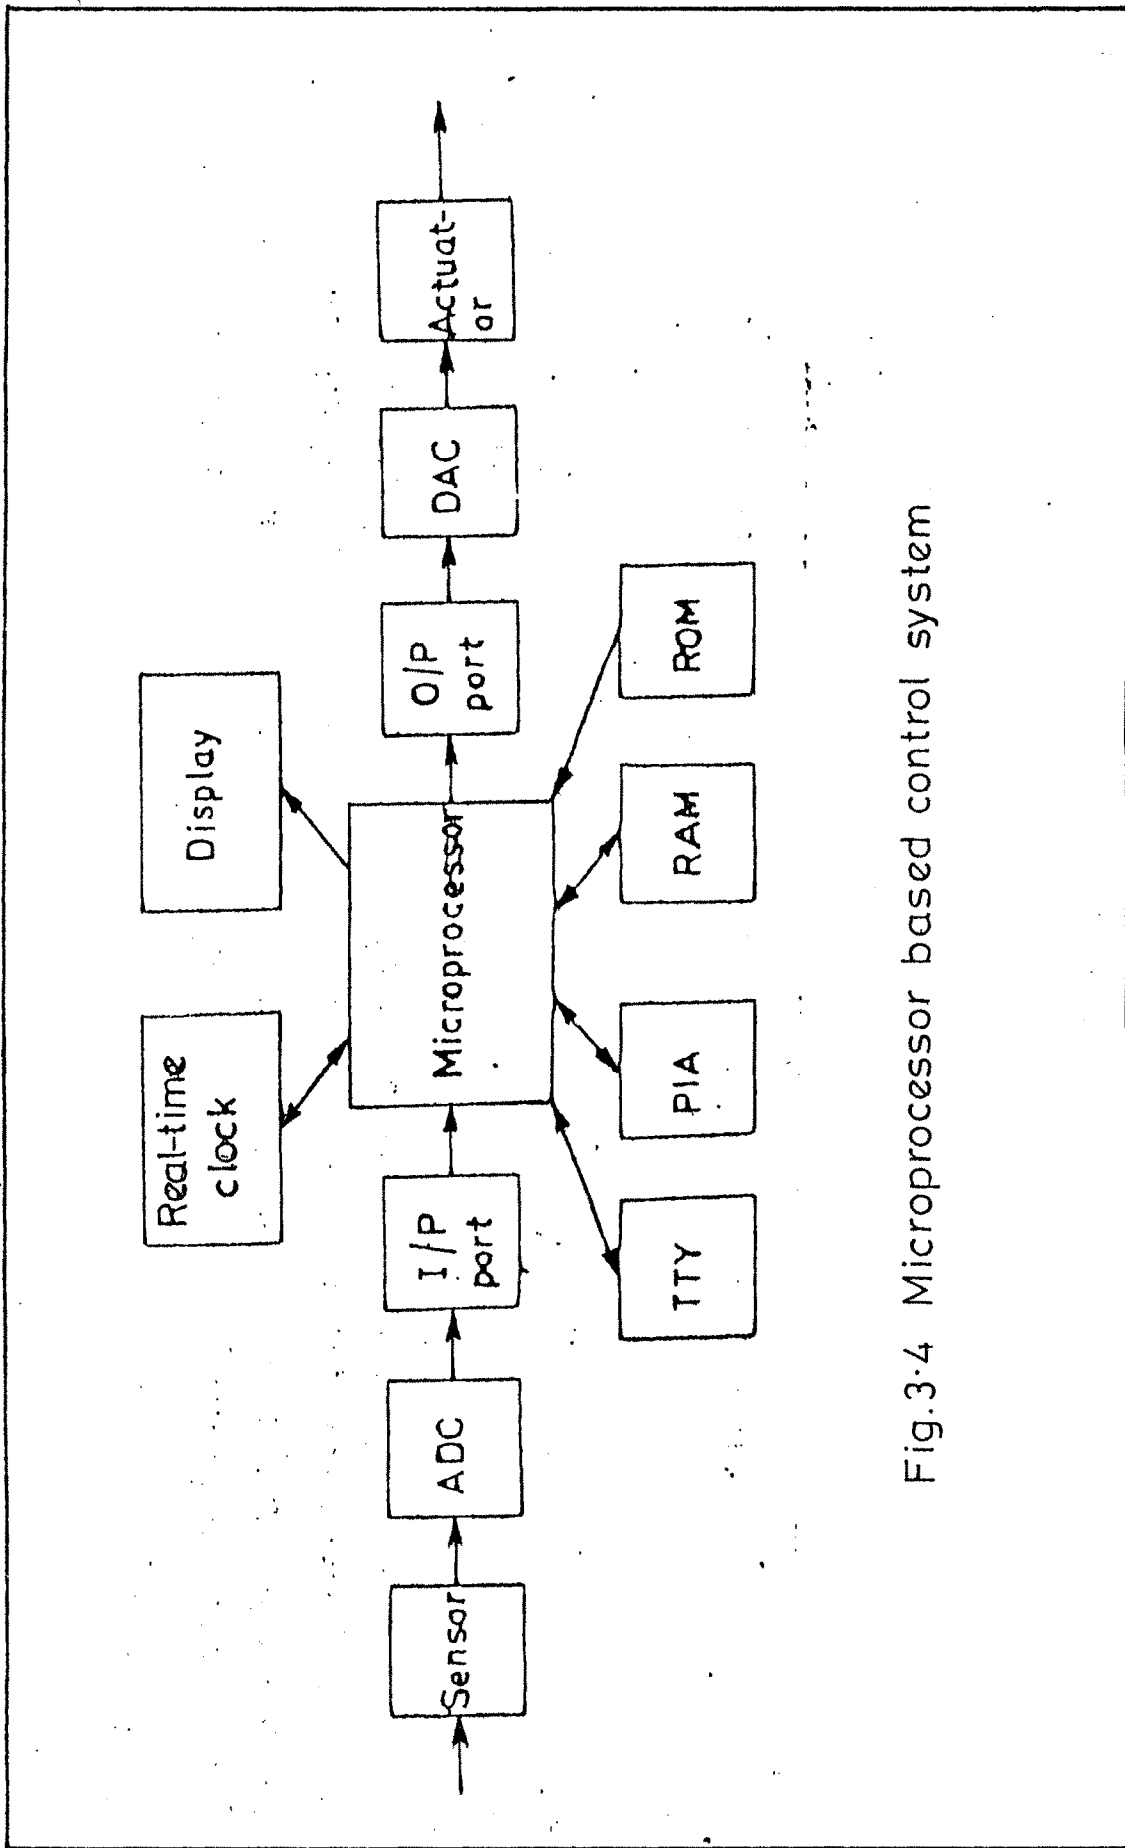 Real-time
clock
Display
Sensor
ADC
I/P
port
Microprocessor
O/P
port
DAC
Actuat-
or
TTY
PIA
RAM
ROM
Fig.3.4 Microprocessor based control system